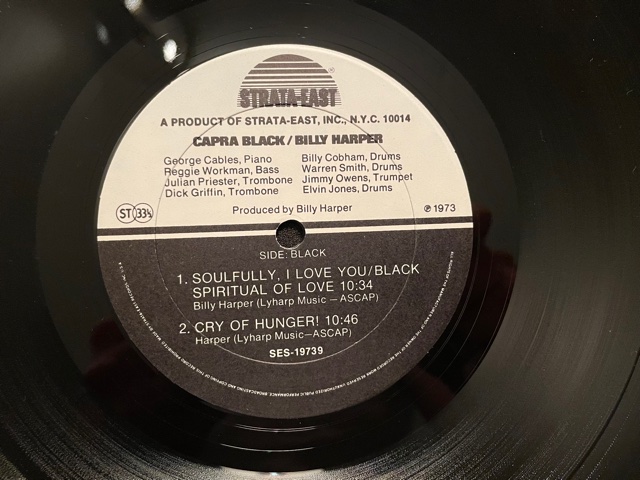 STRATA-EAST
A PRODUCT OF STRATA-EAST, INC., N.Y.C. 10014
CAPRA BLACK/BILLY HARPER
George Cables, Piano
Reggie Workman, Bass
Julian Priester, Trombone
Dick Griffin, Trombone
Billy Cobham, Drums
Warren Smith, Drums
Jimmy Owens, Trumpet
Elvin Jones, Drums
Produced by Billy Harper
ST 33⅓
℗ 1973
SIDE: BLACK
1. SOULFULLY, I LOVE YOU/BLACK
SPIRITUAL OF LOVE 10:34
Billy Harper (Lyharp Music – ASCAP)
2. CRY OF HUNGER! 10:46
Harper (Lyharp Music–ASCAP)
SES-19739